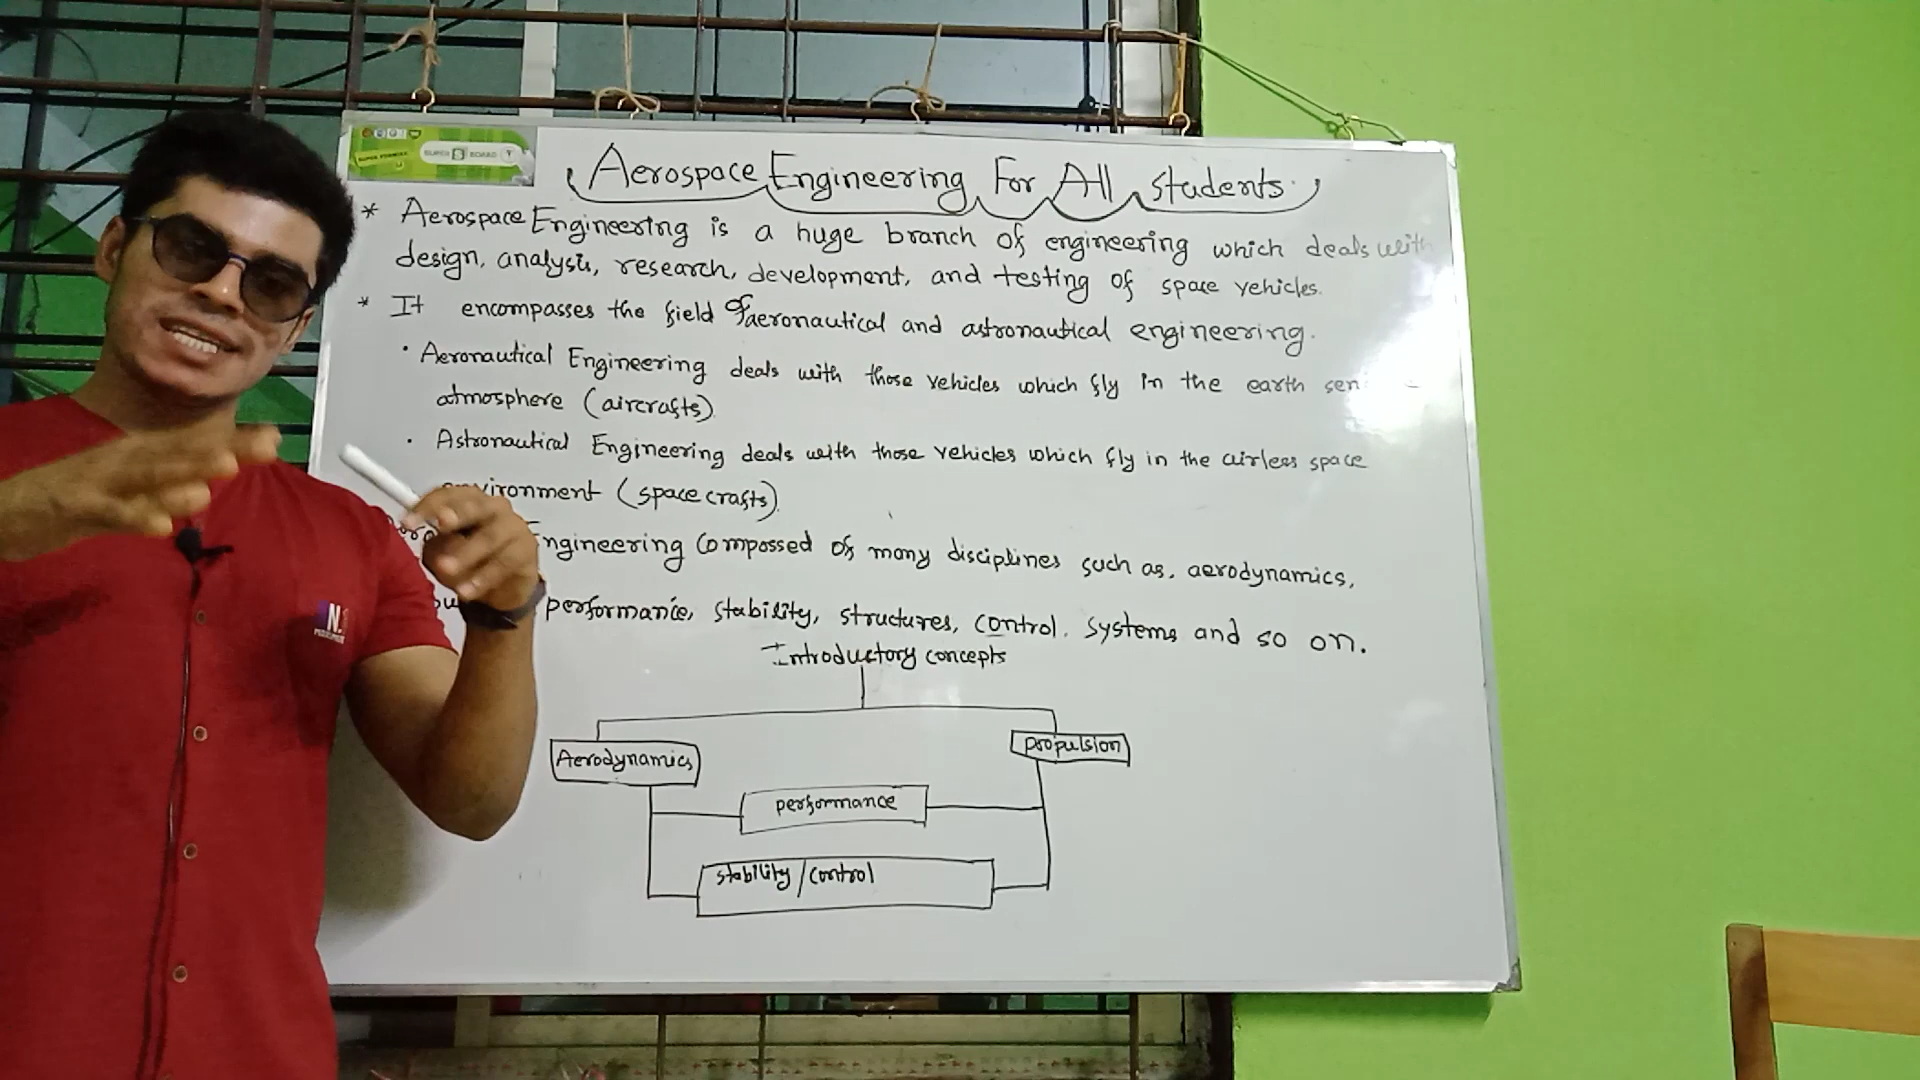 SUPER BOARD
Aerospace Engineering For All students
* Aerospace Engineering is a huge branch of engineering which deals with
design, analysis, research, development, and testing of space vehicles.
* It encompasses the field of aeronautical and astronautical engineering.
· Aeronautical Engineering deals with those vehicles which fly in the earth
atmosphere (aircrafts)
· Astronautical Engineering deals with those vehicles which fly in the airless space
(space crafts)
Engineering Compossed of many disciplines such as, aerodynamics,
performance, stability, structures, control, systems and so on.
Introductory concepts
Aerodynamics
propulsion
performance
stability/control
N.